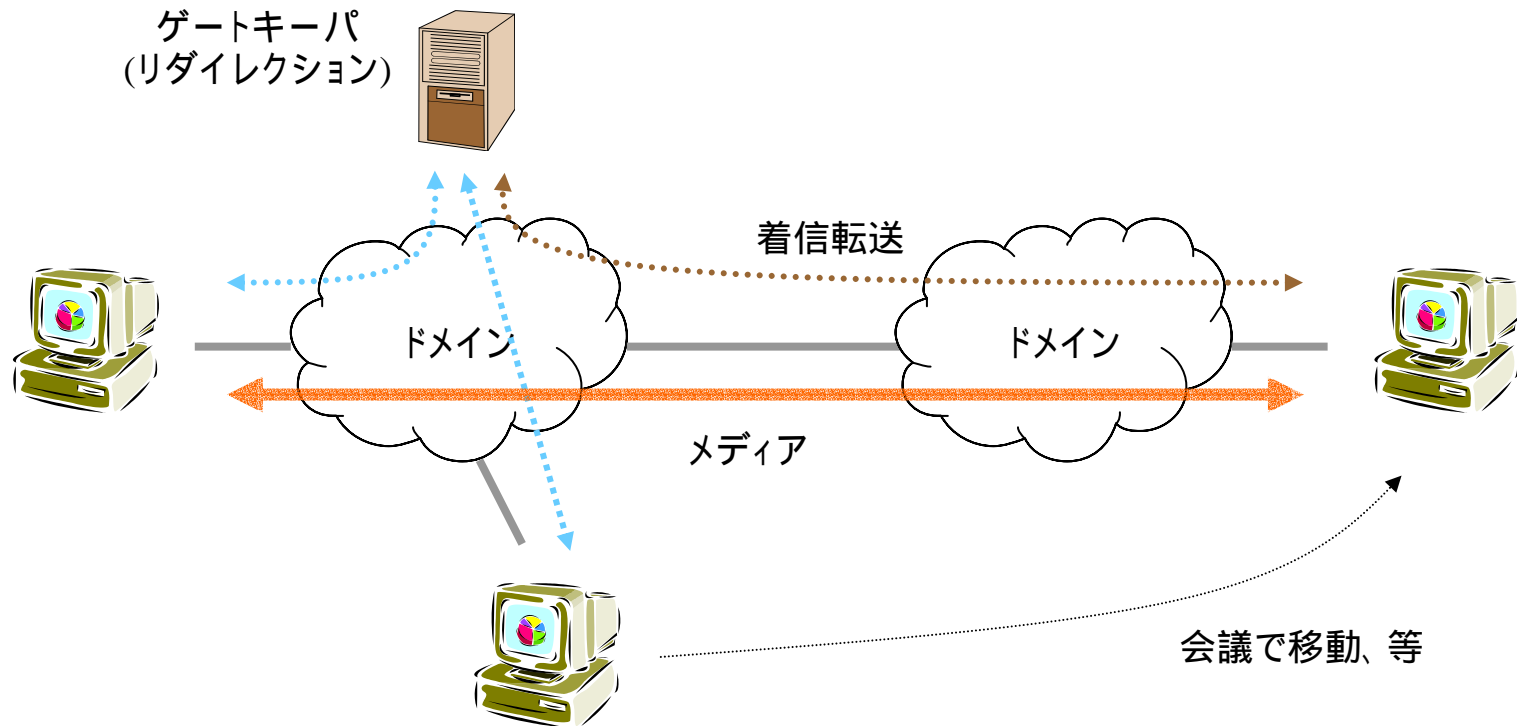 ゲートキーパ
(リダイレクション)
着信転送
ドメイン
ドメイン
メディア
会議で移動、等